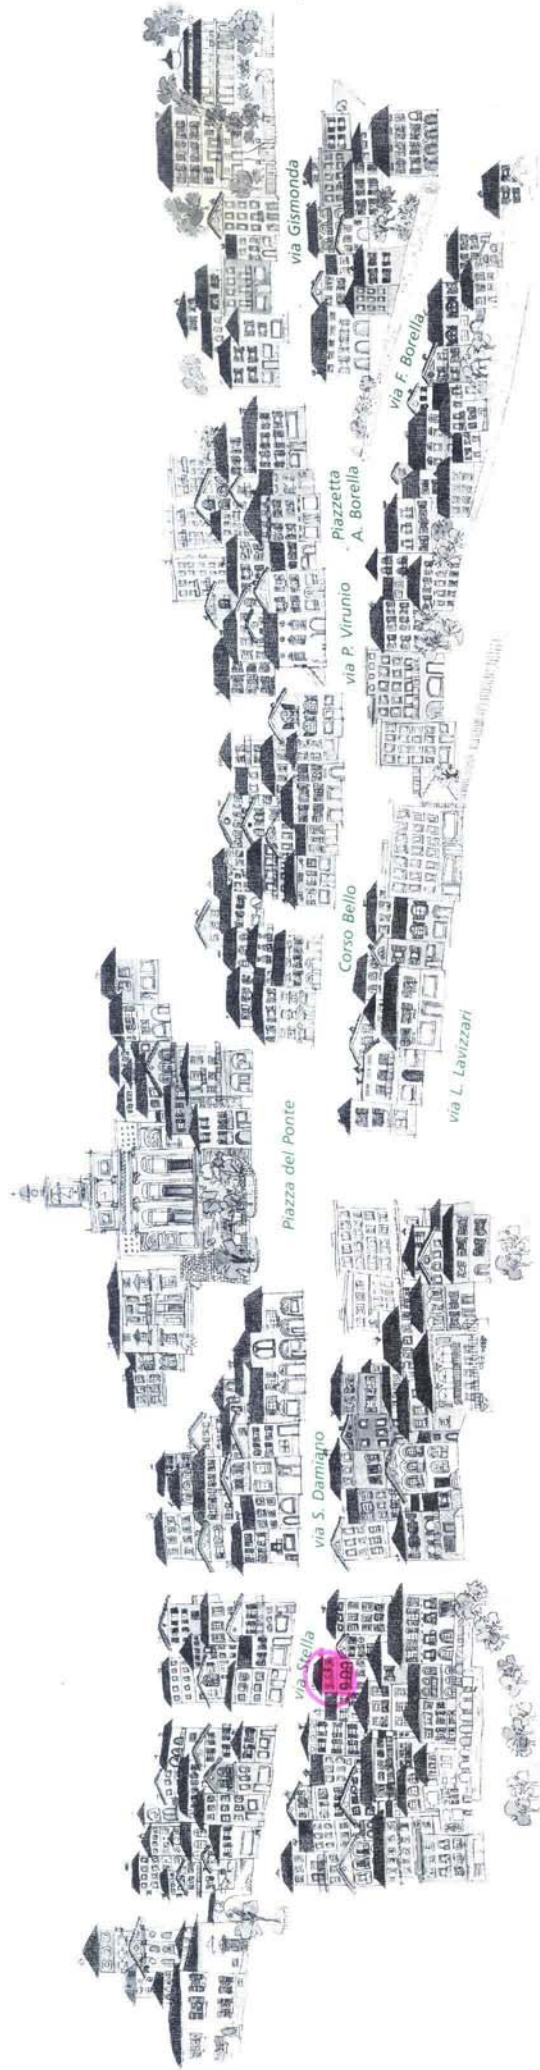 via Gismonda
via F. Borella
Piazzetta
A. Borella
via P. Virunio
Corso Bello
via L. Lavizzari
Piazza del Ponte
via S. Damiano
via Stella